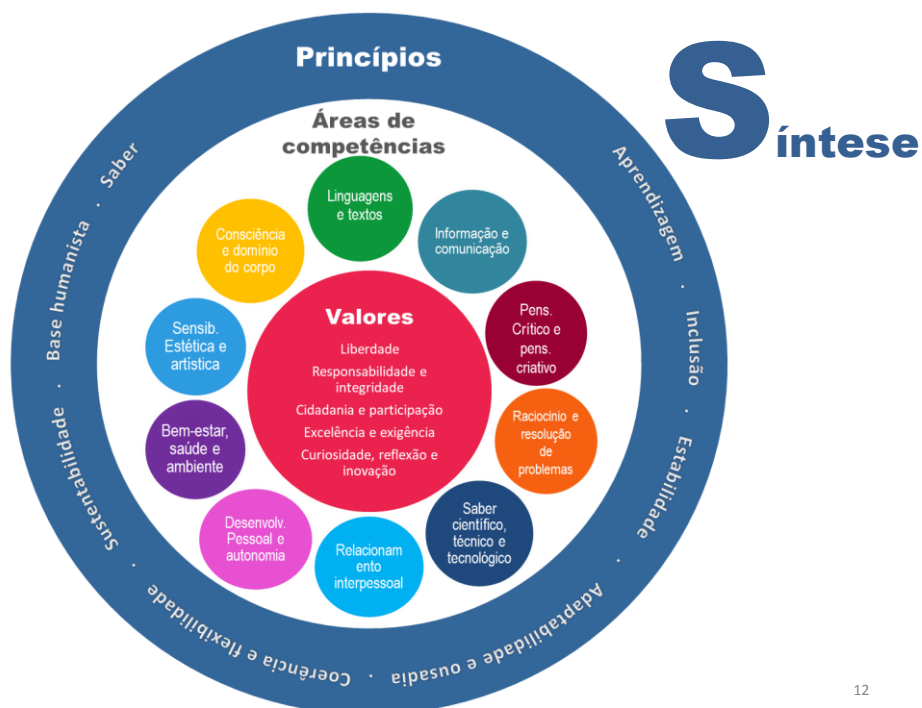 Síntese
Princípios
Aprendizagem · Inclusão · Estabilidade · Adaptabilidade e ousadia · Coerência e flexibilidade · Sustentabilidade · Base humanista · Saber
Áreas de
competências
Linguagens
e textos
Informação e
comunicação
Pens.
Crítico e
pens.
criativo
Raciocínio e
resolução
de
problemas
Saber
científico,
técnico e
tecnológico
Relacionam
ento
interpessoal
Desenvolv.
Pessoal e
autonomia
Bem-estar,
saúde e
ambiente
Sensib.
Estética e
artística
Consciência
e domínio
do corpo
Valores
Liberdade
Responsabilidade e
integridade
Cidadania e participação
Excelência e exigência
Curiosidade, reflexão e
inovação
12